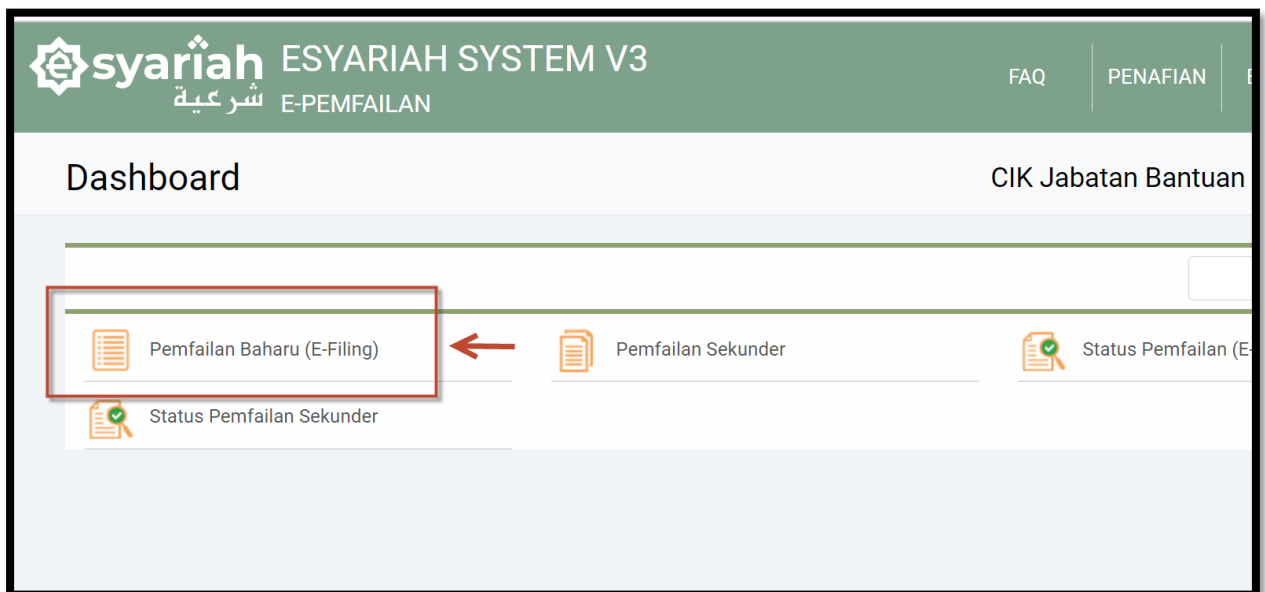 esyariah
شرعية
ESYARIAH SYSTEM V3
E-PEMFAILAN
FAQ
PENAFIAN
Dashboard
CIK Jabatan Bantuan
Pemfailan Baharu (E-Filing)
Pemfailan Sekunder
Status Pemfailan (E-
Status Pemfailan Sekunder